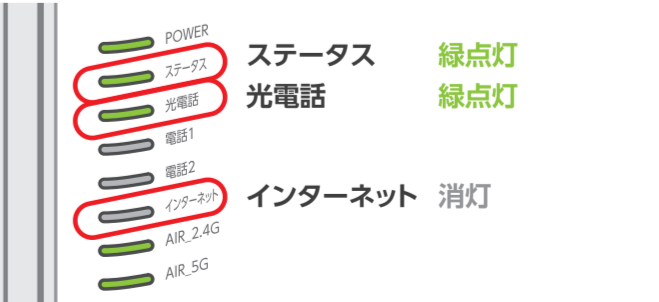 POWER
ステータス
光電話
電話1
電話2
インターネット
AIR_2.4G
AIR_5G
ステータス 緑点灯
光電話 緑点灯
インターネット 消灯